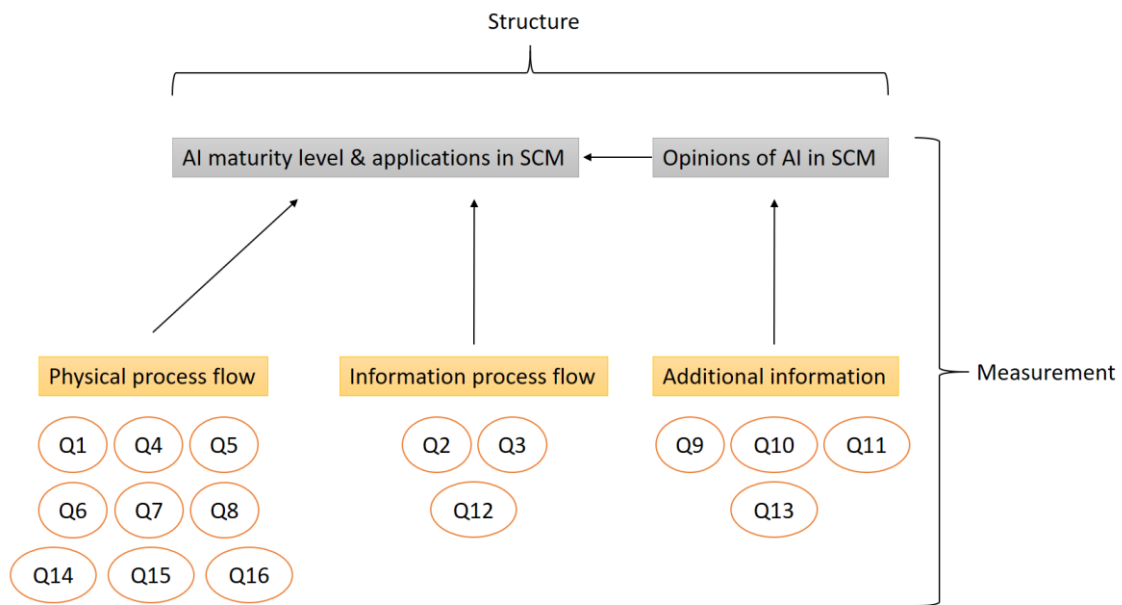 Structure
AI maturity level & applications in SCM
Opinions of AI in SCM
Physical process flow
Information process flow
Additional information
Measurement
Q1 Q4 Q5
Q2 Q3
Q9 Q10 Q11
Q6 Q7 Q8
Q12
Q13
Q14 Q15 Q16